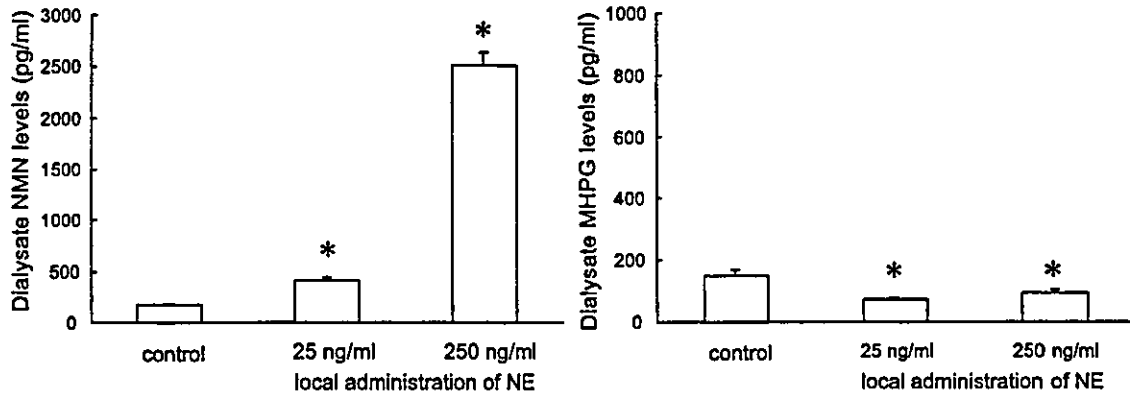 Dialysate NMN levels (pg/ml)
3000
2500
2000
1500
1000
500
0
*
*
control
25 ng/ml
250 ng/ml
local administration of NE
Dialysate MHPG levels (pg/ml)
1000
800
600
400
200
0
*
*
control
25 ng/ml
250 ng/ml
local administration of NE